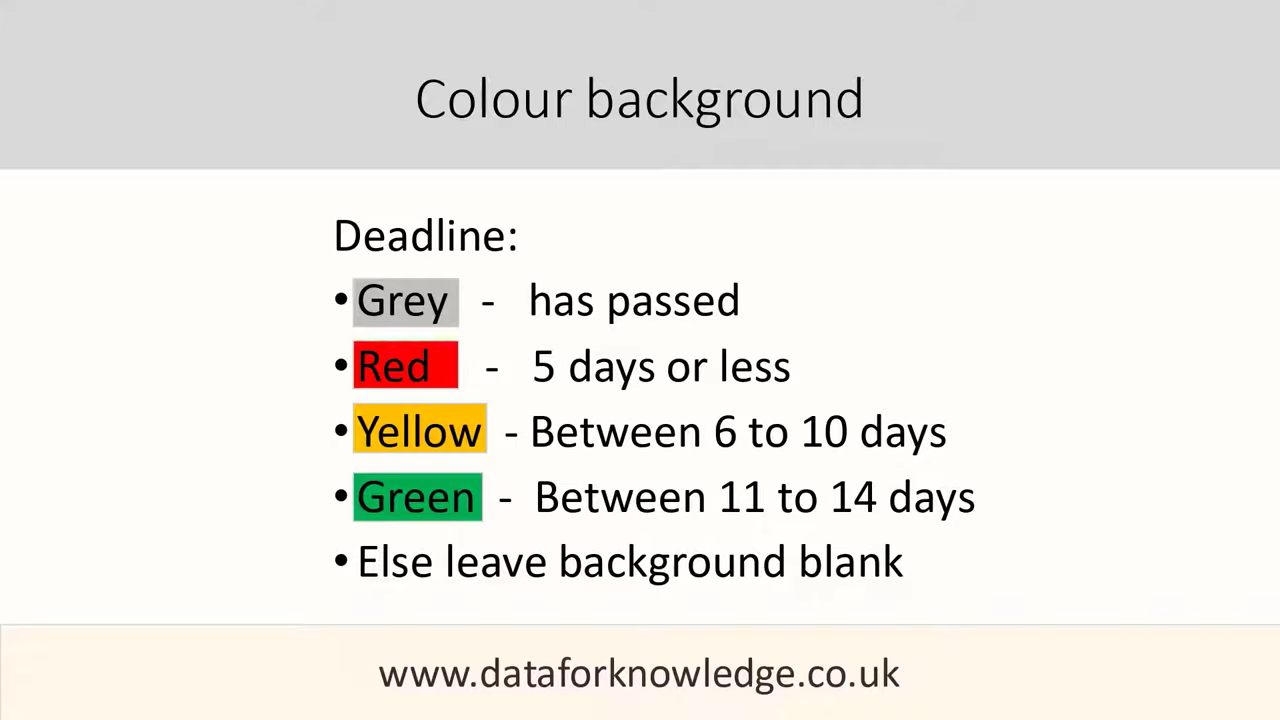 Colour background
Deadline:
•Grey - has passed
•Red - 5 days or less
•Yellow - Between 6 to 10 days
•Green - Between 11 to 14 days
•Else leave background blank
www.dataforknowledge.co.uk